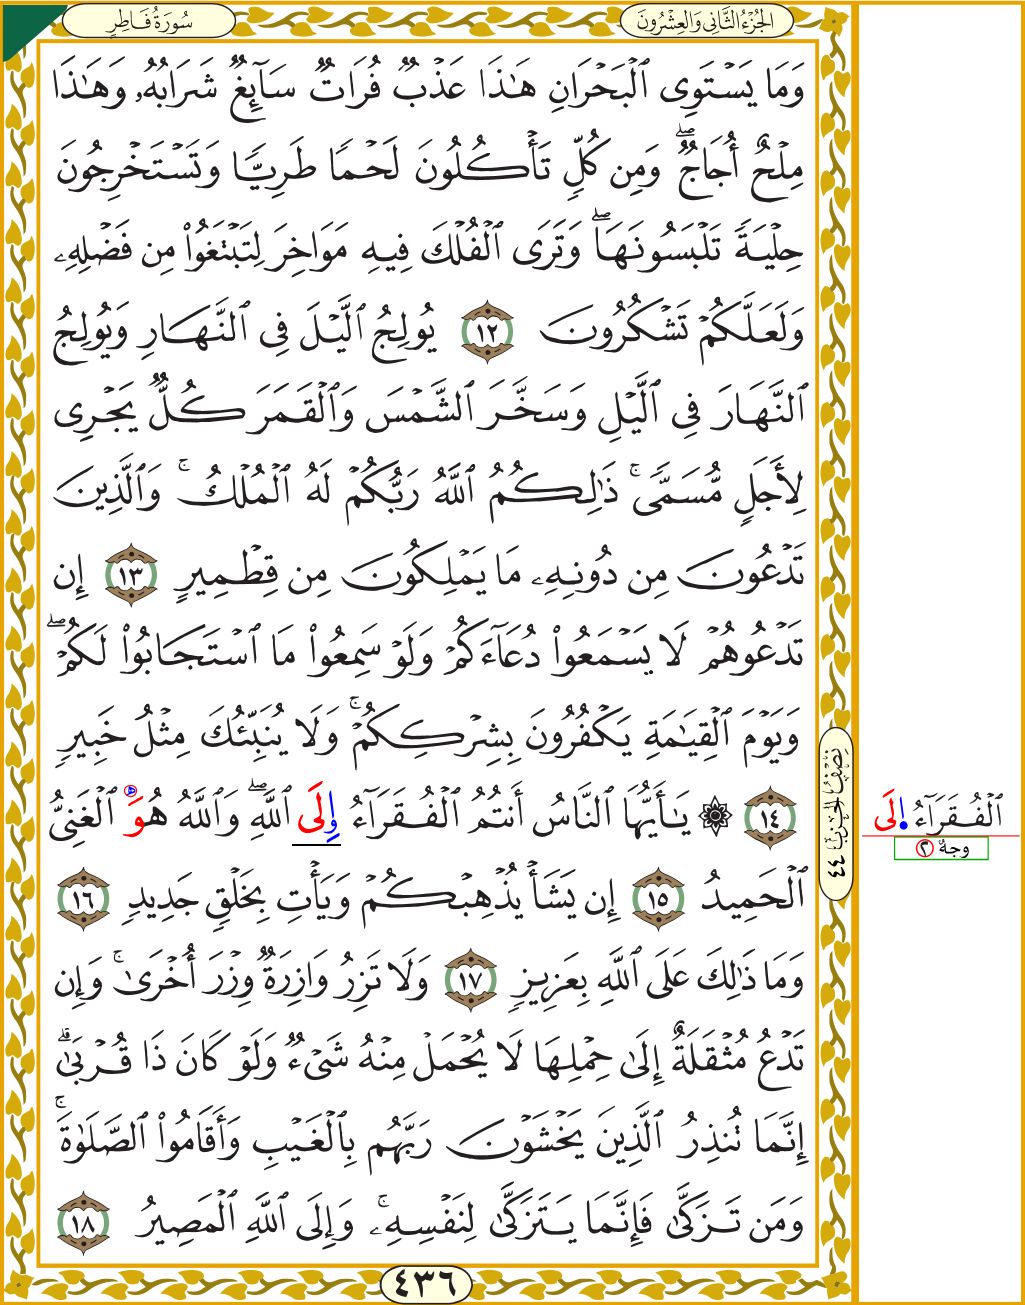 الجُزْءُ الثَّانِي وَالعِشْرُونَ
سُورَةُ فَاطِرٍ
وَمَا يَسْتَوِى ٱلْبَحْرَانِ هَٰذَا عَذْبٌ فُرَاتٌ سَآئِغٌ شَرَابُهُۥ وَهَٰذَا
مِلْحٌ أُجَاجٌۖ وَمِن كُلٍّ تَأْكُلُونَ لَحْمًا طَرِيًّا وَتَسْتَخْرِجُونَ
حِلْيَةً تَلْبَسُونَهَاۖ وَتَرَى ٱلْفُلْكَ فِيهِ مَوَاخِرَ لِتَبْتَغُوا۟ مِن فَضْلِهِۦ
وَلَعَلَّكُمْ تَشْكُرُونَ ١٢ يُولِجُ ٱلَّيْلَ فِى ٱلنَّهَارِ وَيُولِجُ
ٱلنَّهَارَ فِى ٱلَّيْلِ وَسَخَّرَ ٱلشَّمْسَ وَٱلْقَمَرَ كُلٌّ يَجْرِى
لِأَجَلٍ مُّسَمًّىۚ ذَٰلِكُمُ ٱللَّهُ رَبُّكُمْ لَهُ ٱلْمُلْكُۚ وَٱلَّذِينَ
تَدْعُونَ مِن دُونِهِۦ مَا يَمْلِكُونَ مِن قِطْمِيرٍ ١٣ إِن
تَدْعُوهُمْ لَا يَسْمَعُوا۟ دُعَآءَكُمْ وَلَوْ سَمِعُوا۟ مَا ٱسْتَجَابُوا۟ لَكُمْۖ
وَيَوْمَ ٱلْقِيَٰمَةِ يَكْفُرُونَ بِشِرْكِكُمْۚ وَلَا يُنَبِّئُكَ مِثْلُ خَبِيرٍ
١٤ ۞ يَٰٓأَيُّهَا ٱلنَّاسُ أَنتُمُ ٱلْفُقَرَآءُ وِلَى ٱللَّهِۖ وَٱللَّهُ هُوَ ٱلْغَنِىُّ
ٱلْحَمِيدُ ١٥ إِن يَشَأْ يُذْهِبْكُمْ وَيَأْتِ بِخَلْقٍ جَدِيدٍ ١٦
وَمَا ذَٰلِكَ عَلَى ٱللَّهِ بِعَزِيزٍ ١٧ وَلَا تَزِرُ وَازِرَةٌ وِزْرَ أُخْرَىٰۚ وَإِن
تَدْعُ مُثْقَلَةٌ إِلَىٰ حِمْلِهَا لَا يُحْمَلْ مِنْهُ شَىْءٌ وَلَوْ كَانَ ذَا قُرْبَىٰٓۗ
إِنَّمَا تُنذِرُ ٱلَّذِينَ يَخْشَوْنَ رَبَّهُم بِٱلْغَيْبِ وَأَقَامُوا۟ ٱلصَّلَوٰةَۚ
وَمَن تَزَكَّىٰ فَإِنَّمَا يَتَزَكَّىٰ لِنَفْسِهِۦۚ وَإِلَى ٱللَّهِ ٱلْمَصِيرُ ١٨
٤٣٦
نِصْفُ الحِزْبِ ٤٤
ٱلْفُقَرَآءُ اِلَى
وجهٌ ٢